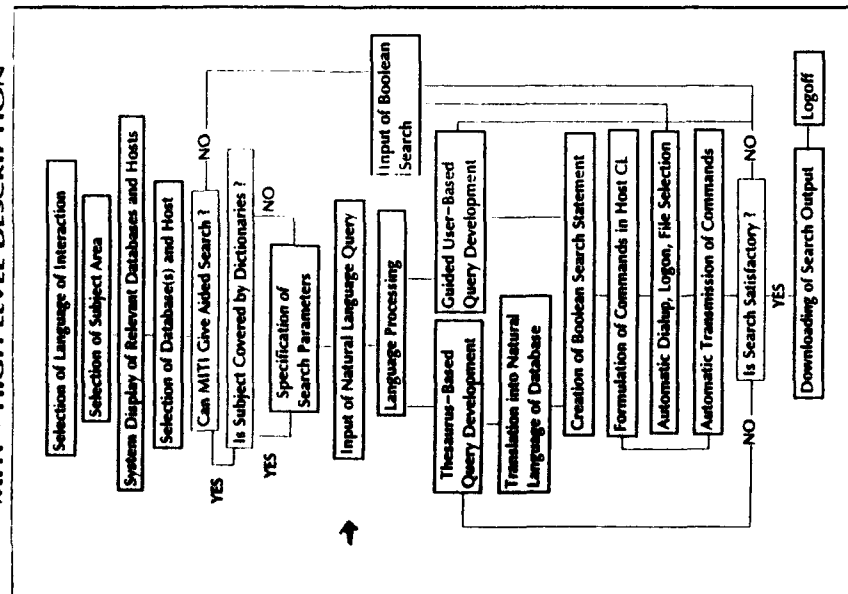 MITI - HIGH LEVEL DESCRIPTION
Selection of Language of Interaction
Selection of Subject Area
System Display of Relevant Databases and Hosts
Selection of Database(s) and Host
Can MITI Give Aided Search ?
NO
YES
Is Subject Covered by Dictionaries ?
NO
YES
Specification of
Search Parameters
Input of Boolean
Search
Input of Natural Language Query
Language Processing
Thesaurus-Based
Query Development
Guided User-Based
Query Development
Translation into Natural
Language of Database
Creation of Boolean Search Statement
Formulation of Commands in Host CL
Automatic Dialup, Logon, File Selection
Automatic Transmission of Commands
NO
Is Search Satisfactory ?
NO
YES
Downloading of Search Output
Logoff